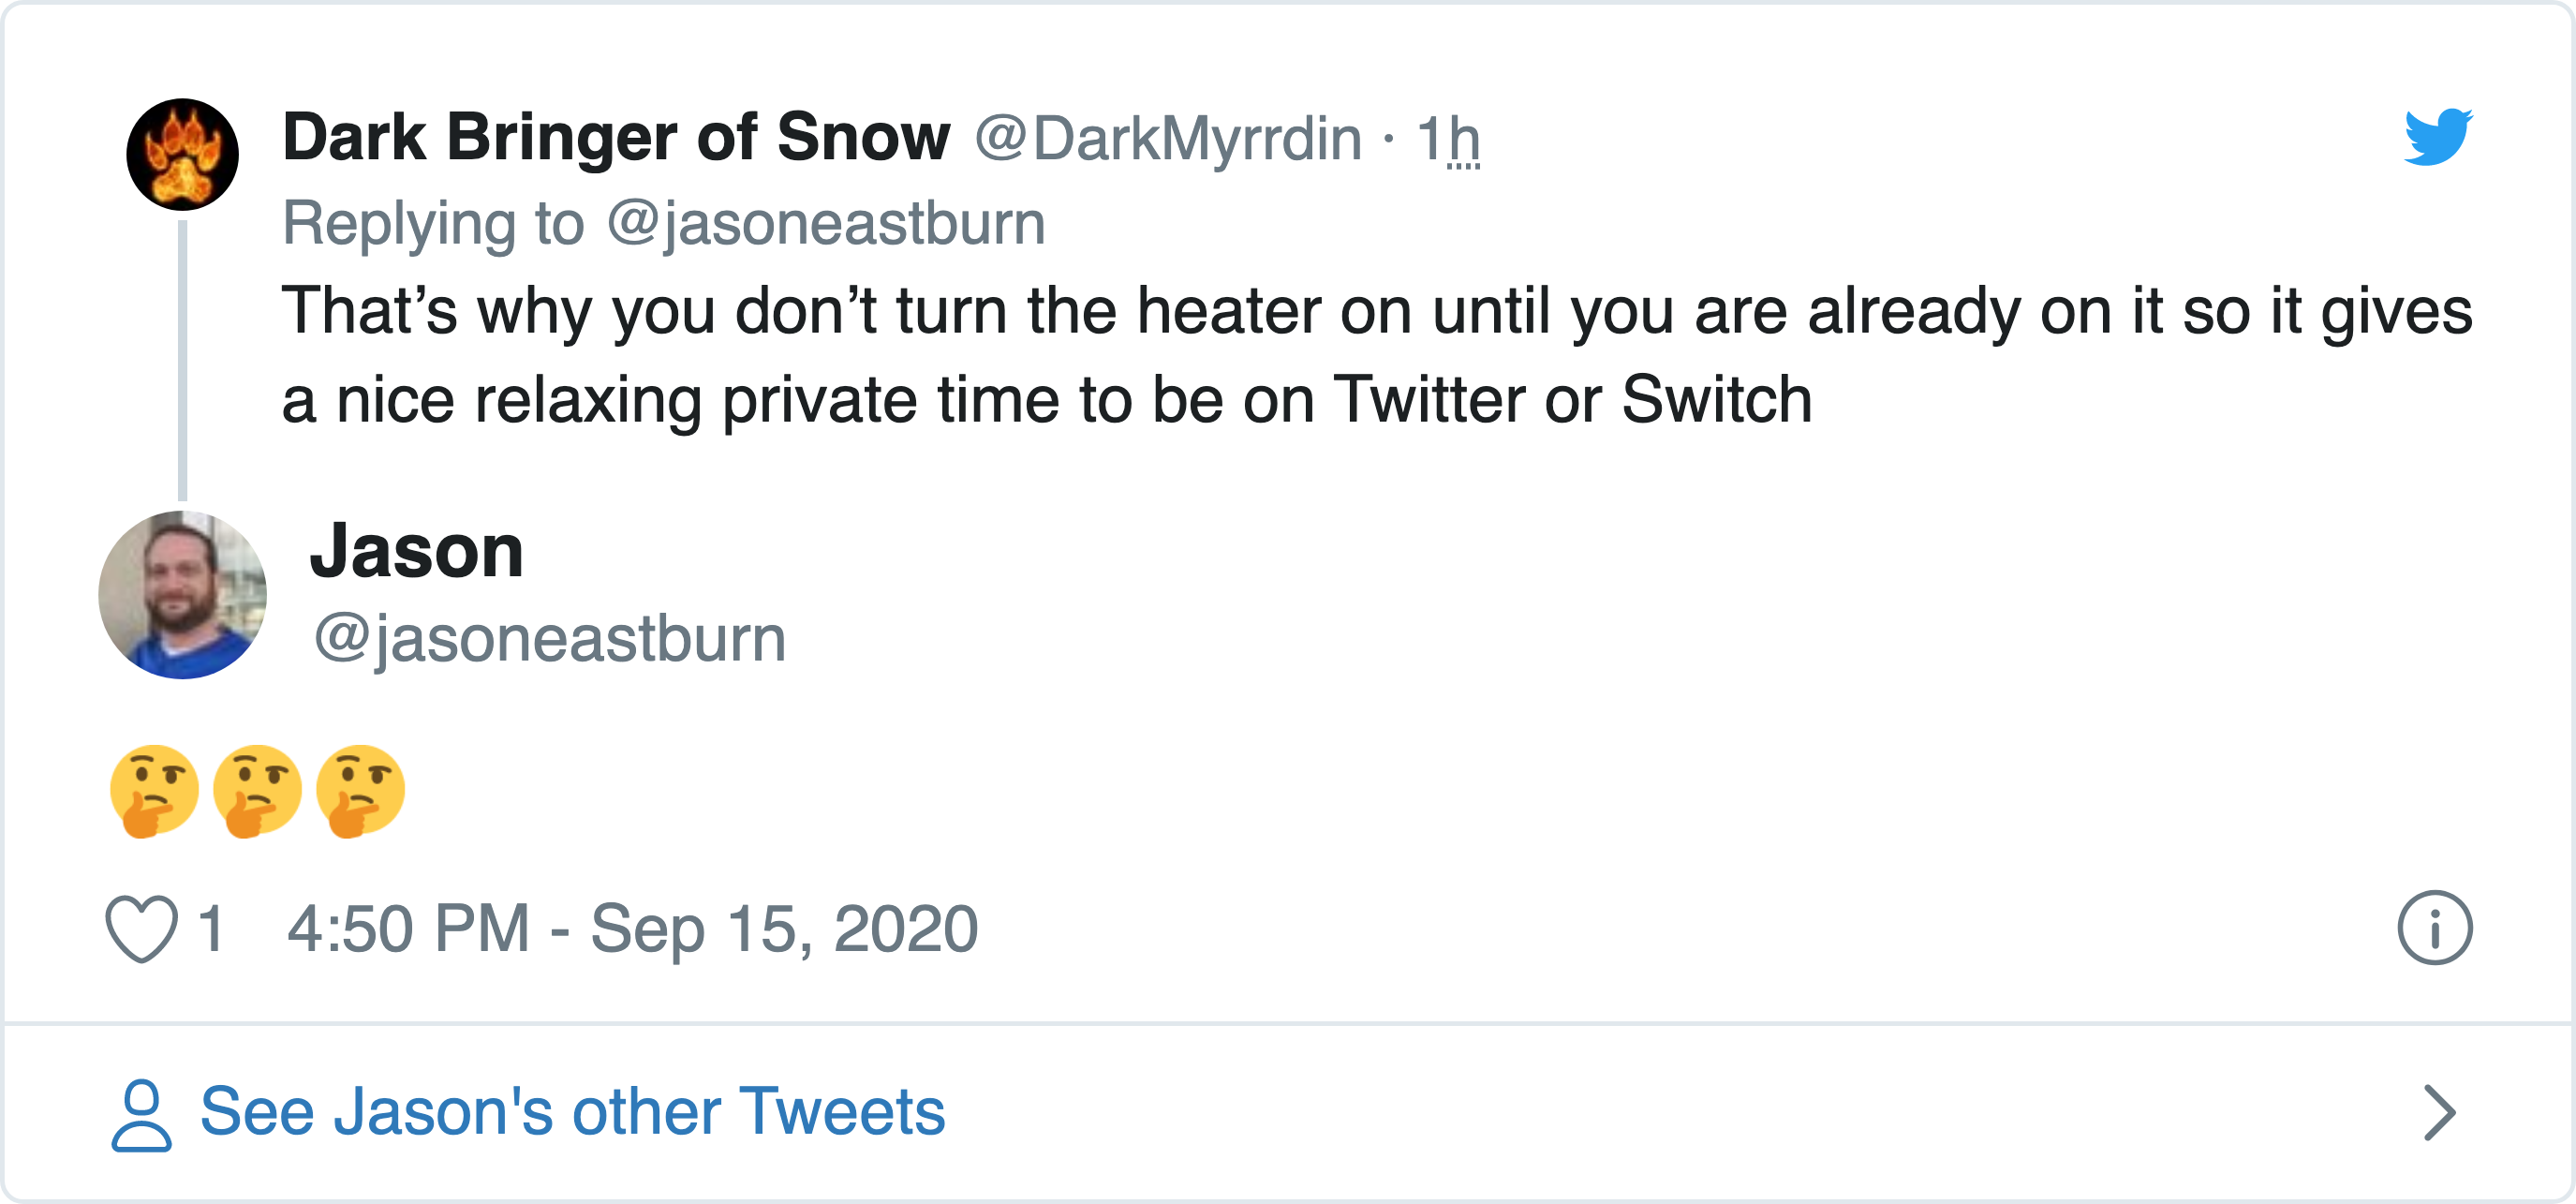 Dark Bringer of Snow @DarkMyrrdin · 1h
Replying to @jasoneastburn
That’s why you don’t turn the heater on until you are already on it so it gives
a nice relaxing private time to be on Twitter or Switch
Jason
@jasoneastburn
🤔🤔🤔
1 4:50 PM - Sep 15, 2020
See Jason's other Tweets